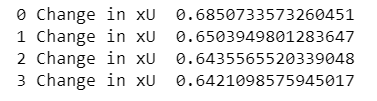 0 Change in xU  0.6850733573260451
1 Change in xU  0.6503949801283647
2 Change in xU  0.6435565520339048
3 Change in xU  0.6421098575945017